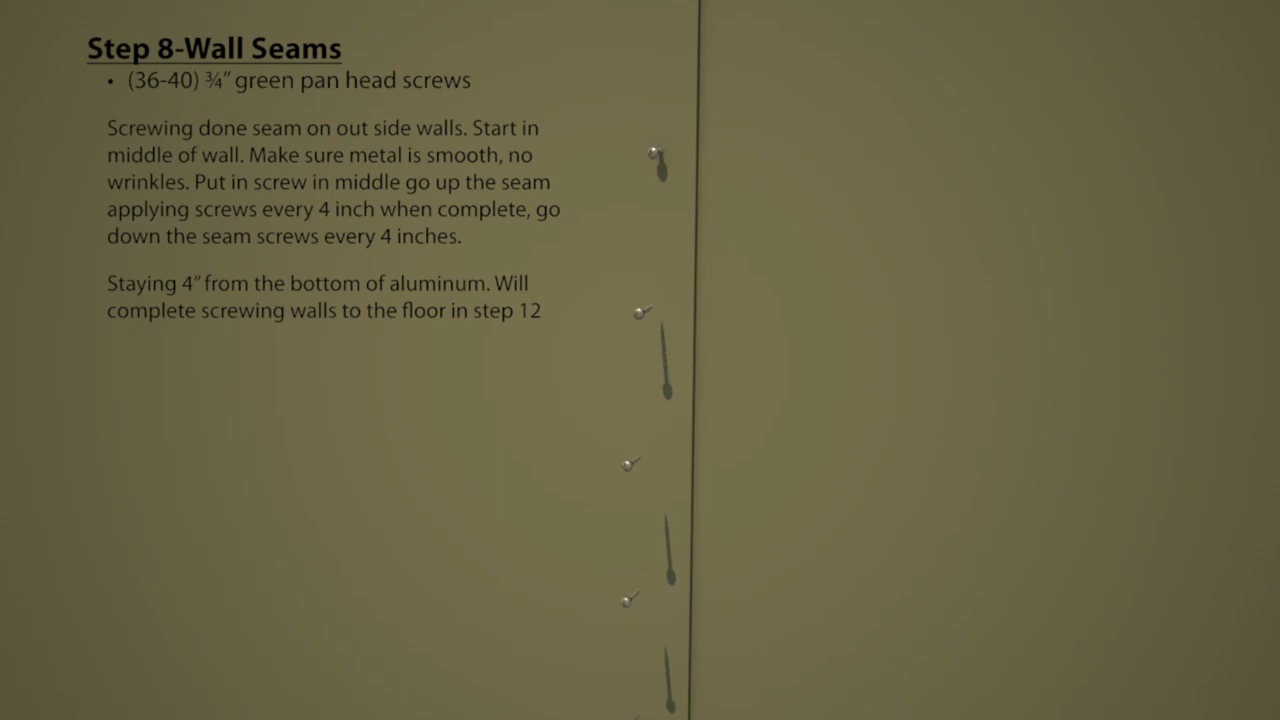 Step 8-Wall Seams
• (36-40) ¾” green pan head screws
Screwing done seam on out side walls. Start in
middle of wall. Make sure metal is smooth, no
wrinkles. Put in screw in middle go up the seam
applying screws every 4 inch when complete, go
down the seam screws every 4 inches.
Staying 4” from the bottom of aluminum. Will
complete screwing walls to the floor in step 12